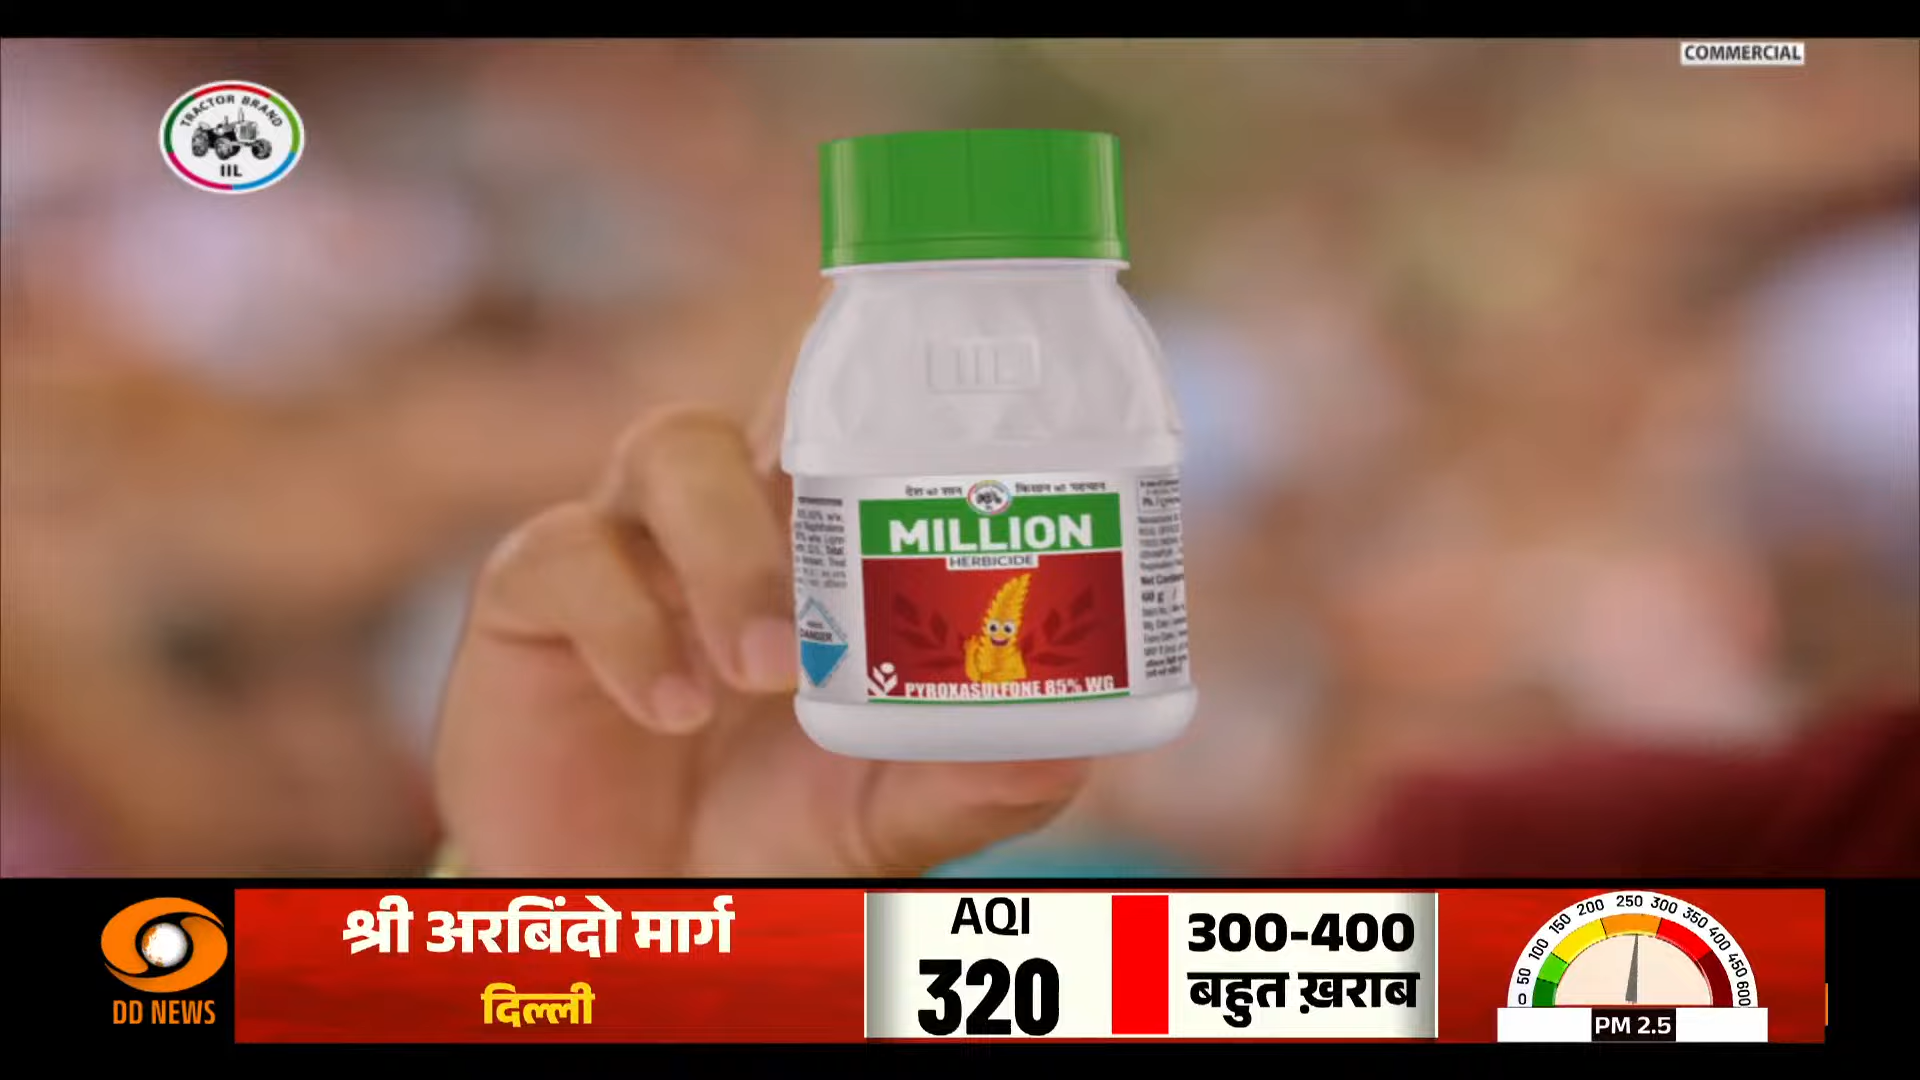 COMMERCIAL
TRACTOR BRAND
IIL
IIL
MILLION
HERBICIDE
DANGER
PYROXASULFONE 85% WG
श्री अरबिंदो मार्ग
दिल्ली
AQI
320
300-400
बहुत ख़राब
0 50 100 150 200 250 300 350 400 450 600
PM 2.5
DD NEWS